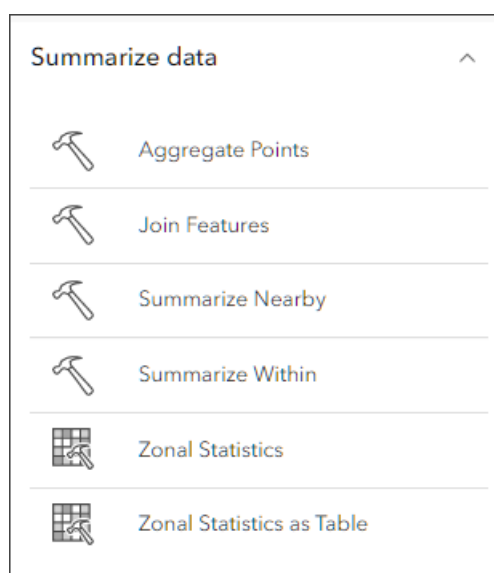 Summarize data
Aggregate Points
Join Features
Summarize Nearby
Summarize Within
Zonal Statistics
Zonal Statistics as Table